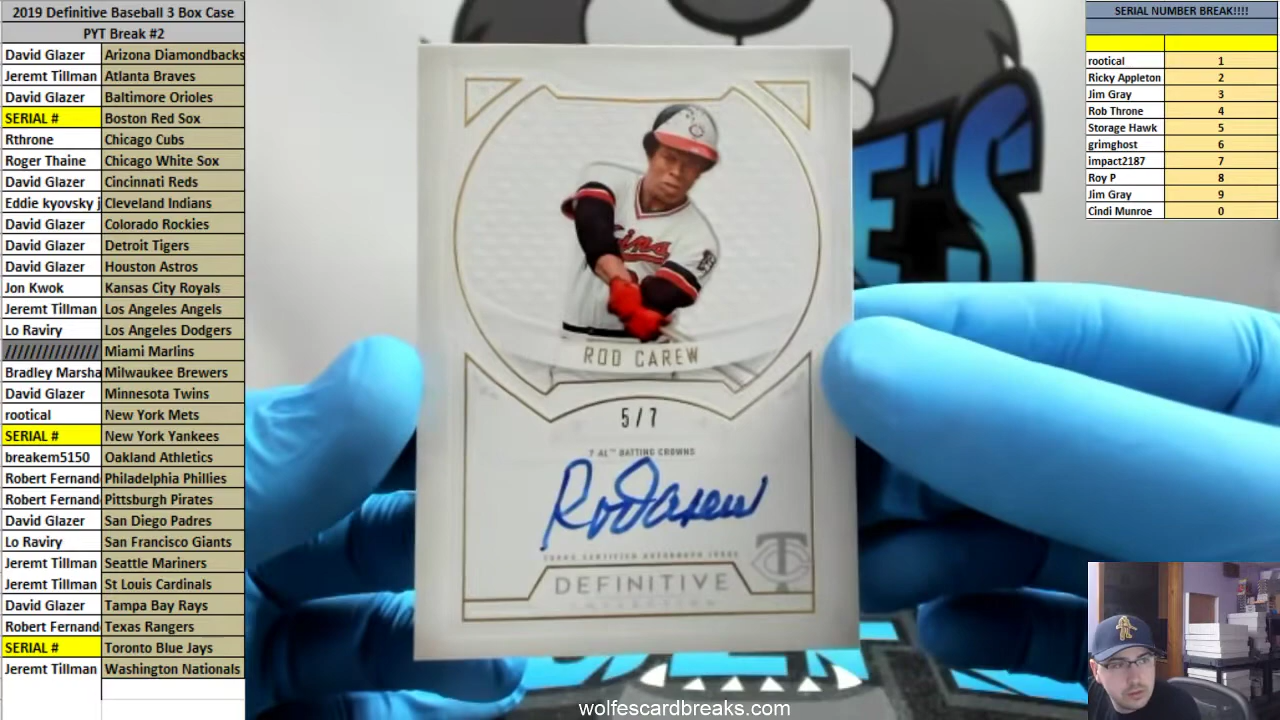 2019 Definitive Baseball 3 Box Case
PYT Break #2
David Glazer Arizona Diamondbacks
Jeremt Tillman Atlanta Braves
David Glazer Baltimore Orioles
SERIAL # Boston Red Sox
Rthrone Chicago Cubs
Roger Thaine Chicago White Sox
David Glazer Cincinnati Reds
Eddie kyovsky j Cleveland Indians
David Glazer Colorado Rockies
David Glazer Detroit Tigers
David Glazer Houston Astros
Jon Kwok Kansas City Royals
Jeremt Tillman Los Angeles Angels
Lo Raviry Los Angeles Dodgers
/////////////// Miami Marlins
Bradley Marsha Milwaukee Brewers
David Glazer Minnesota Twins
rootical New York Mets
SERIAL # New York Yankees
breakem5150 Oakland Athletics
Robert Fernand Philadelphia Phillies
Robert Fernand Pittsburgh Pirates
David Glazer San Diego Padres
Lo Raviry San Francisco Giants
Jeremt Tillman Seattle Mariners
Jeremt Tillman St Louis Cardinals
David Glazer Tampa Bay Rays
Robert Fernand Texas Rangers
SERIAL # Toronto Blue Jays
Jeremt Tillman Washington Nationals
ROD CAREW
5/7
7 AL™ BATTING CROWNS
Rod Carew
TOPPS CERTIFIED AUTOGRAPH ISSUE
DEFINITIVE
COLLECTION
TC
E'S
SERIAL NUMBER BREAK!!!!
rootical 1
Ricky Appleton 2
Jim Gray 3
Rob Throne 4
Storage Hawk 5
grimghost 6
impact2187 7
Roy P 8
Jim Gray 9
Cindi Munroe 0
wolfescardbreaks.com